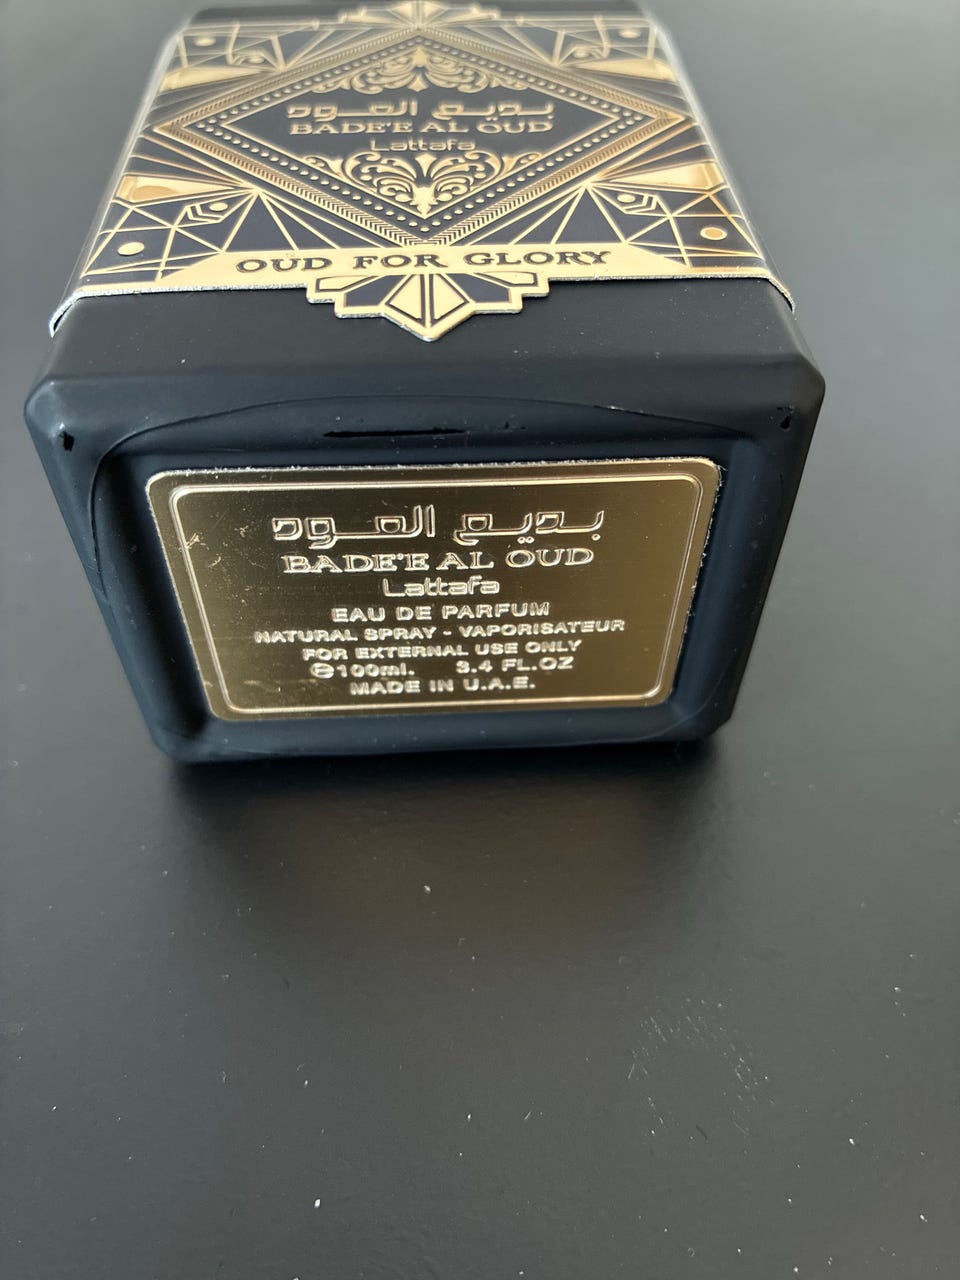 بديع العود
BADE'E AL OUD
Lattafa
OUD FOR GLORY
بديع العود
BADE'E AL OUD
Lattafa
EAU DE PARFUM
NATURAL SPRAY - VAPORISATEUR
FOR EXTERNAL USE ONLY
℮100ml. 3.4 FL.OZ
MADE IN U.A.E.